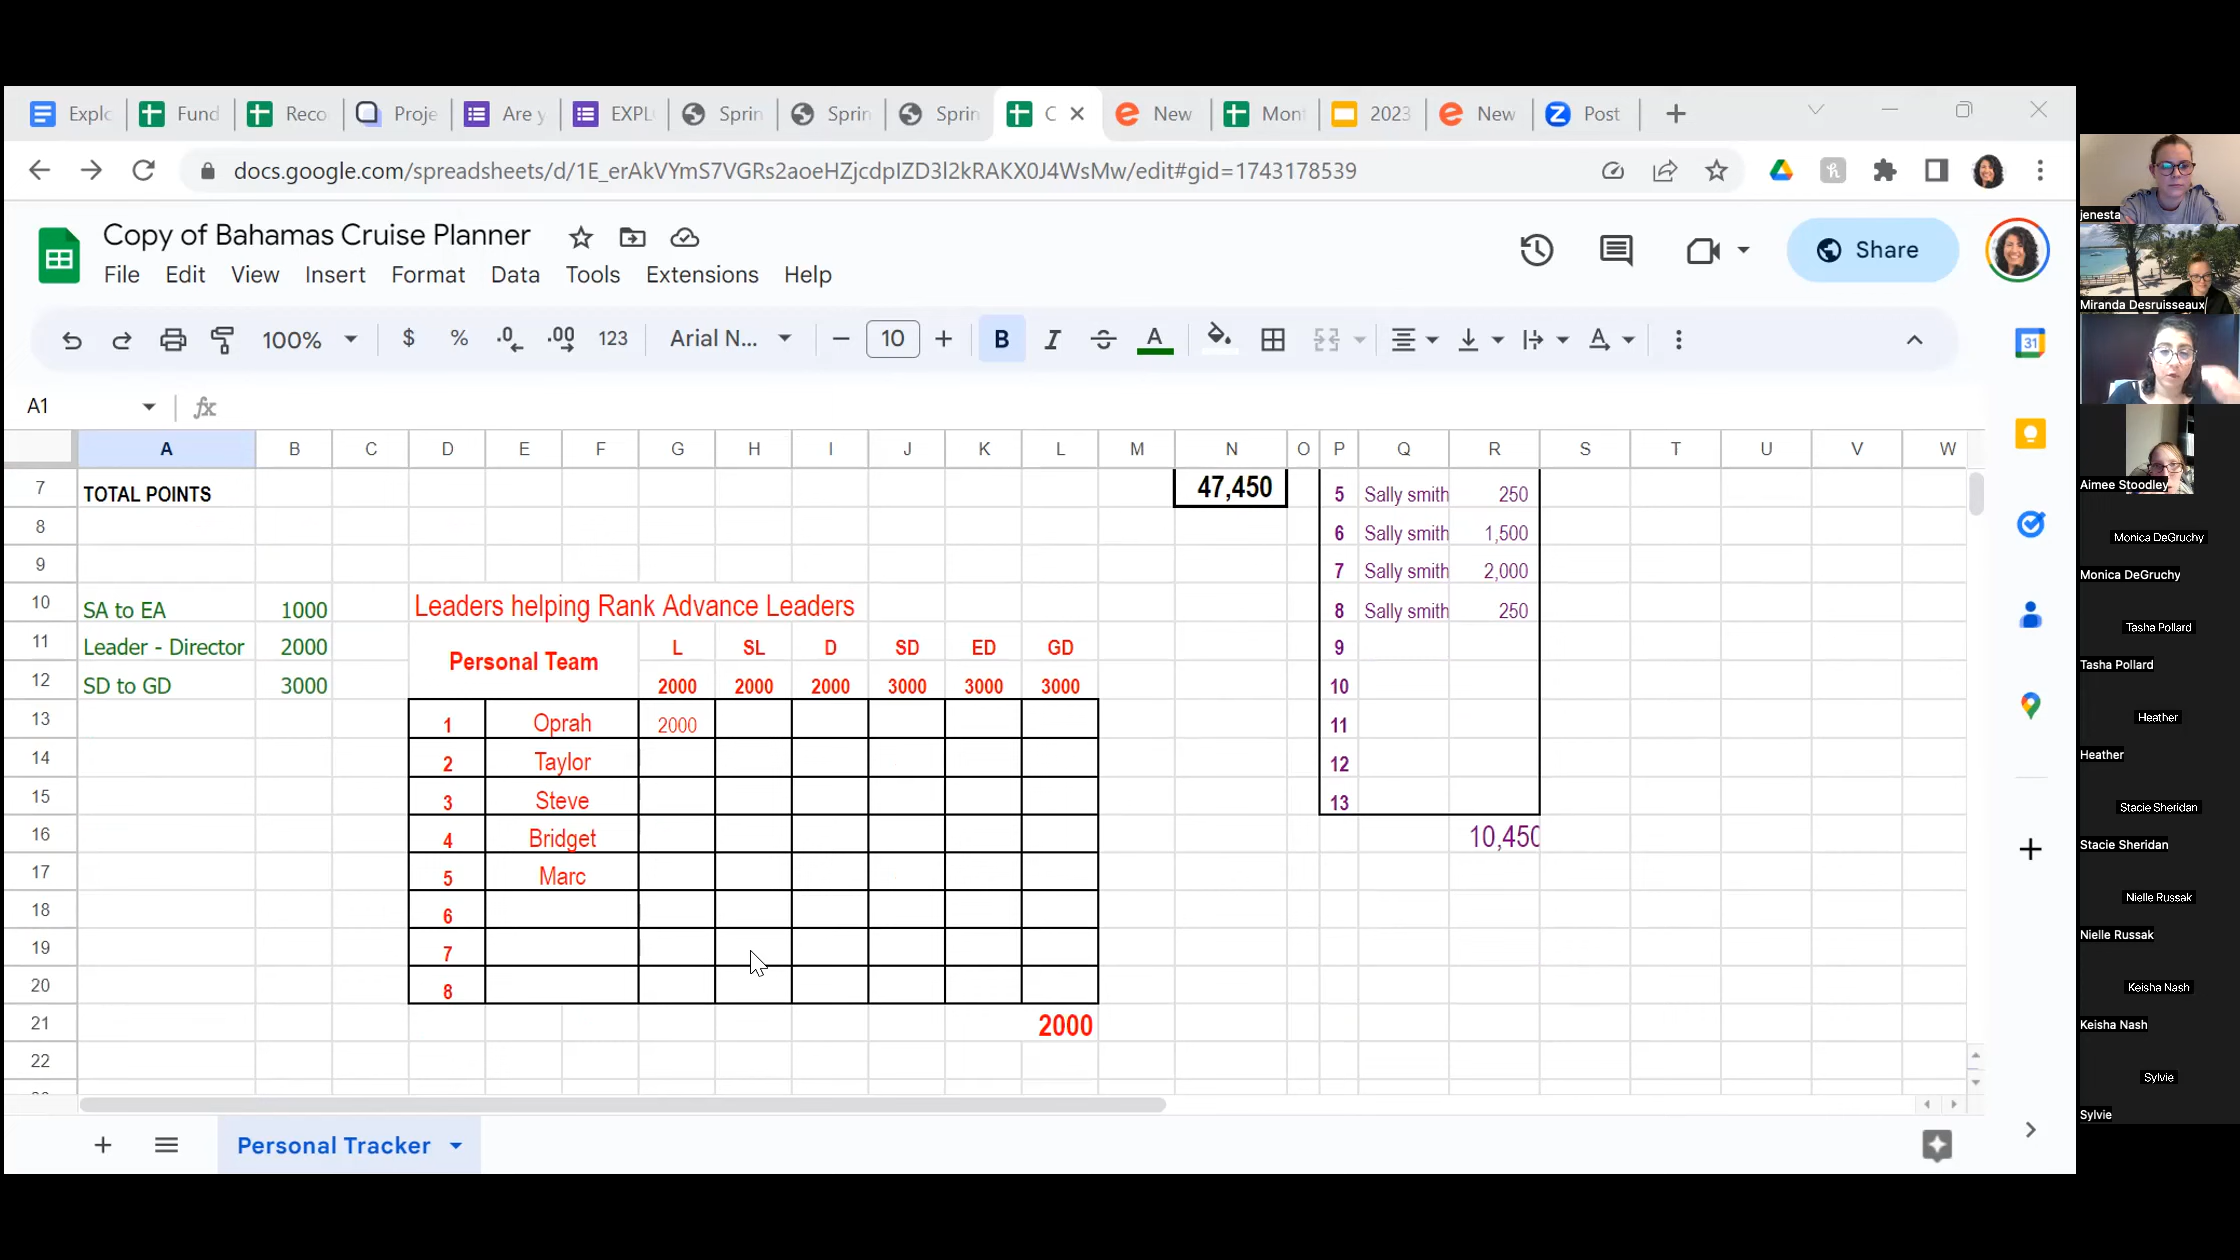 Explo Fund Reco Proje Are y EXPL Sprin Sprin Sprin C New Mont 2023 New Post
docs.google.com/spreadsheets/d/1E_erAkVYmS7VGRs2aoeHZjcdpIZD3l2kRAKX0J4WsMw/edit#gid=1743178539
Copy of Bahamas Cruise Planner
File Edit View Insert Format Data Tools Extensions Help
Share
100% $ % .0 .00 123 Arial N... 10 B I S A
31
A1 fx
A B C D E F G H I J K L M N O P Q R S T U V W
7 TOTAL POINTS 47,450 5 Sally smith 250
8 6 Sally smith 1,500
9 7 Sally smith 2,000
10 SA to EA 1000 Leaders helping Rank Advance Leaders 8 Sally smith 250
11 Leader - Director 2000 Personal Team L SL D SD ED GD 9
12 SD to GD 3000 2000 2000 2000 3000 3000 3000 10
13 1 Oprah 2000 11
14 2 Taylor 12
15 3 Steve 13
16 4 Bridget 10,450
17 5 Marc
18 6
19 7
20 8
21 2000
22
Personal Tracker
jenesta
Miranda Desruisseaux
Aimee Stoodley
Monica DeGruchy
Monica DeGruchy
Tasha Pollard
Tasha Pollard
Heather
Heather
Stacie Sheridan
Stacie Sheridan
Nielle Russak
Nielle Russak
Keisha Nash
Keisha Nash
Sylvie
Sylvie